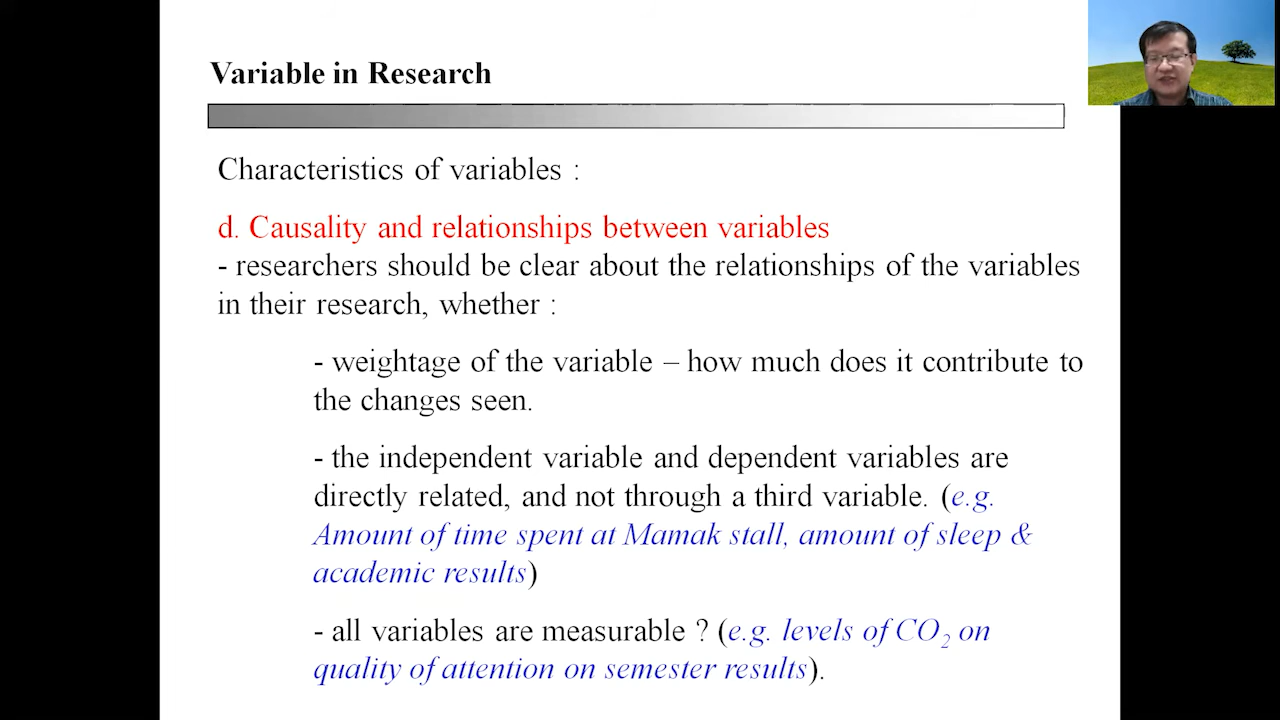 Variable in Research
Characteristics of variables :
d. Causality and relationships between variables
- researchers should be clear about the relationships of the variables
in their research, whether :
- weightage of the variable – how much does it contribute to
the changes seen.
- the independent variable and dependent variables are
directly related, and not through a third variable. (e.g.
Amount of time spent at Mamak stall, amount of sleep &
academic results)
- all variables are measurable ? (e.g. levels of CO₂ on
quality of attention on semester results).